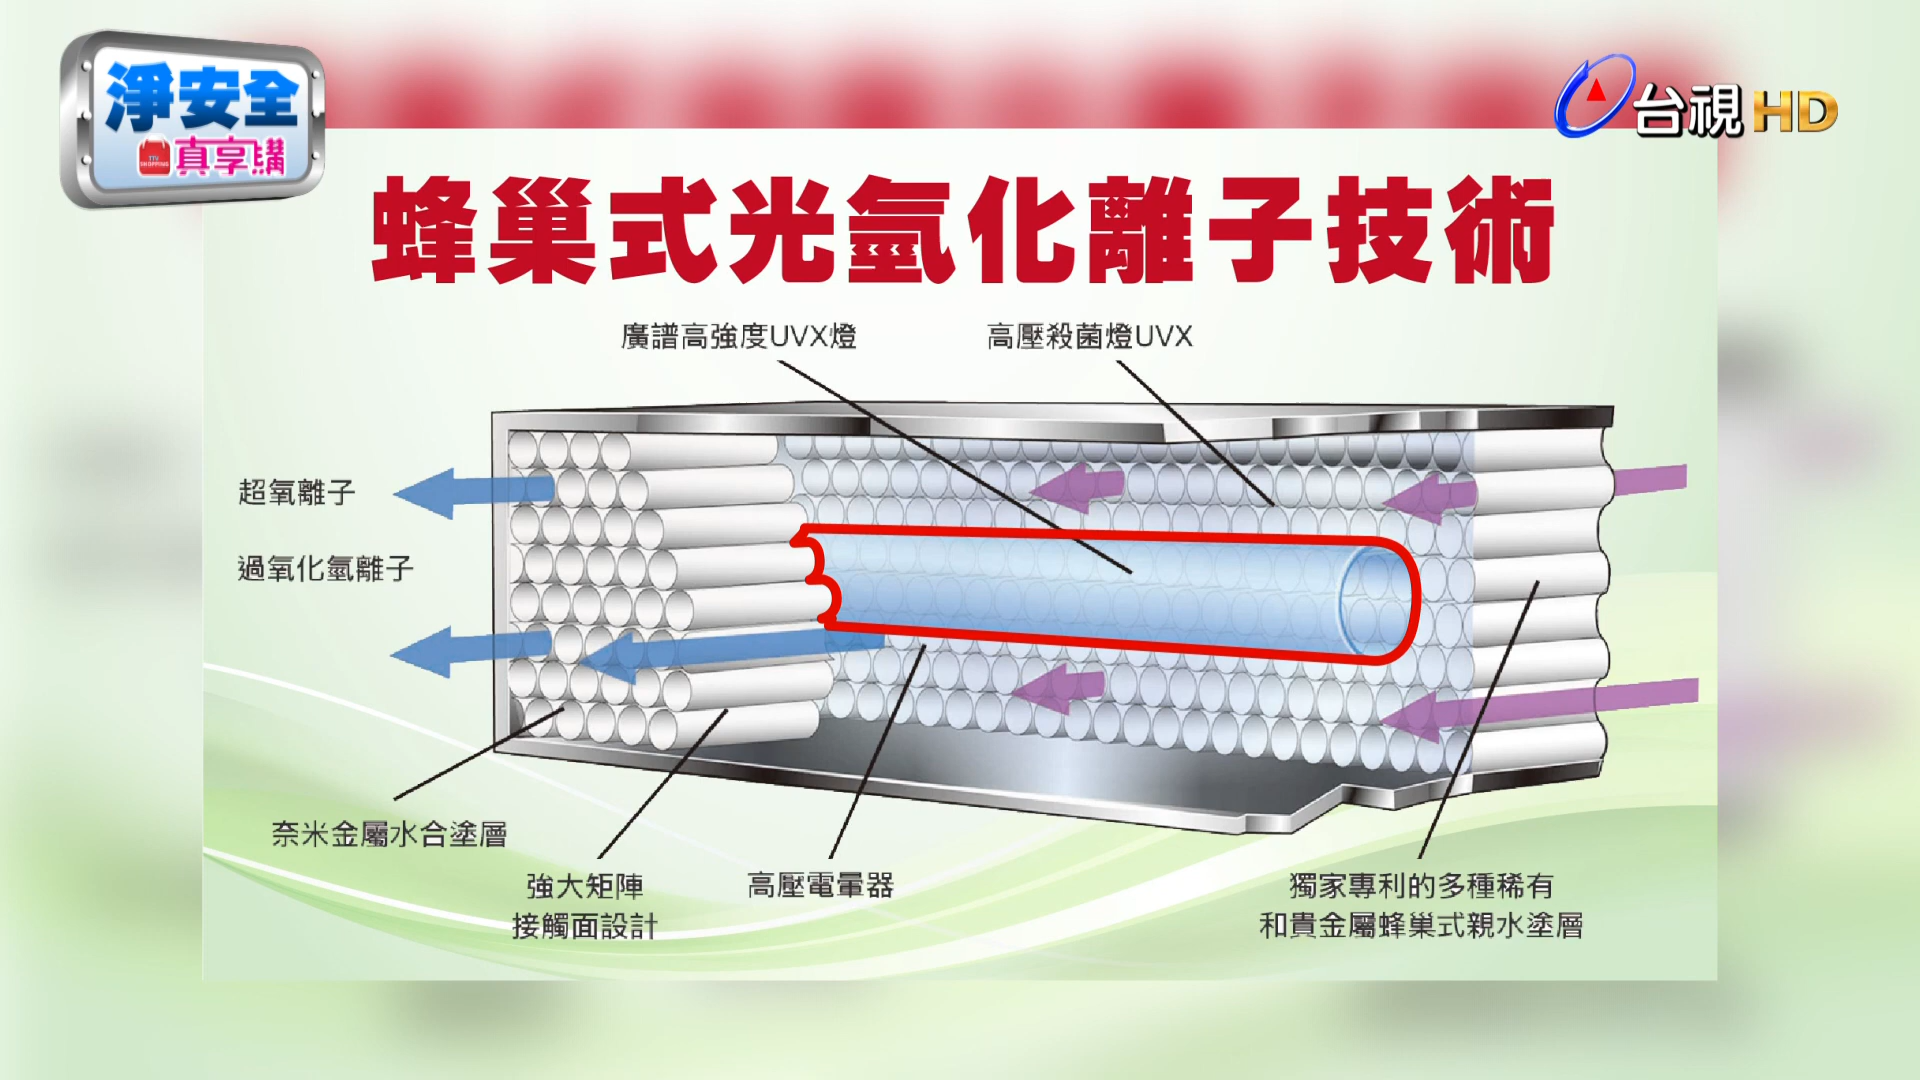 淨安全
TTV
SHOPPING
真享購
台視HD
蜂巢式光氫化離子技術
廣譜高強度UVX燈
高壓殺菌燈UVX
超氧離子
過氧化氫離子
奈米金屬水合塗層
強大矩陣
接觸面設計
高壓電暈器
獨家專利的多種稀有
和貴金屬蜂巢式親水塗層